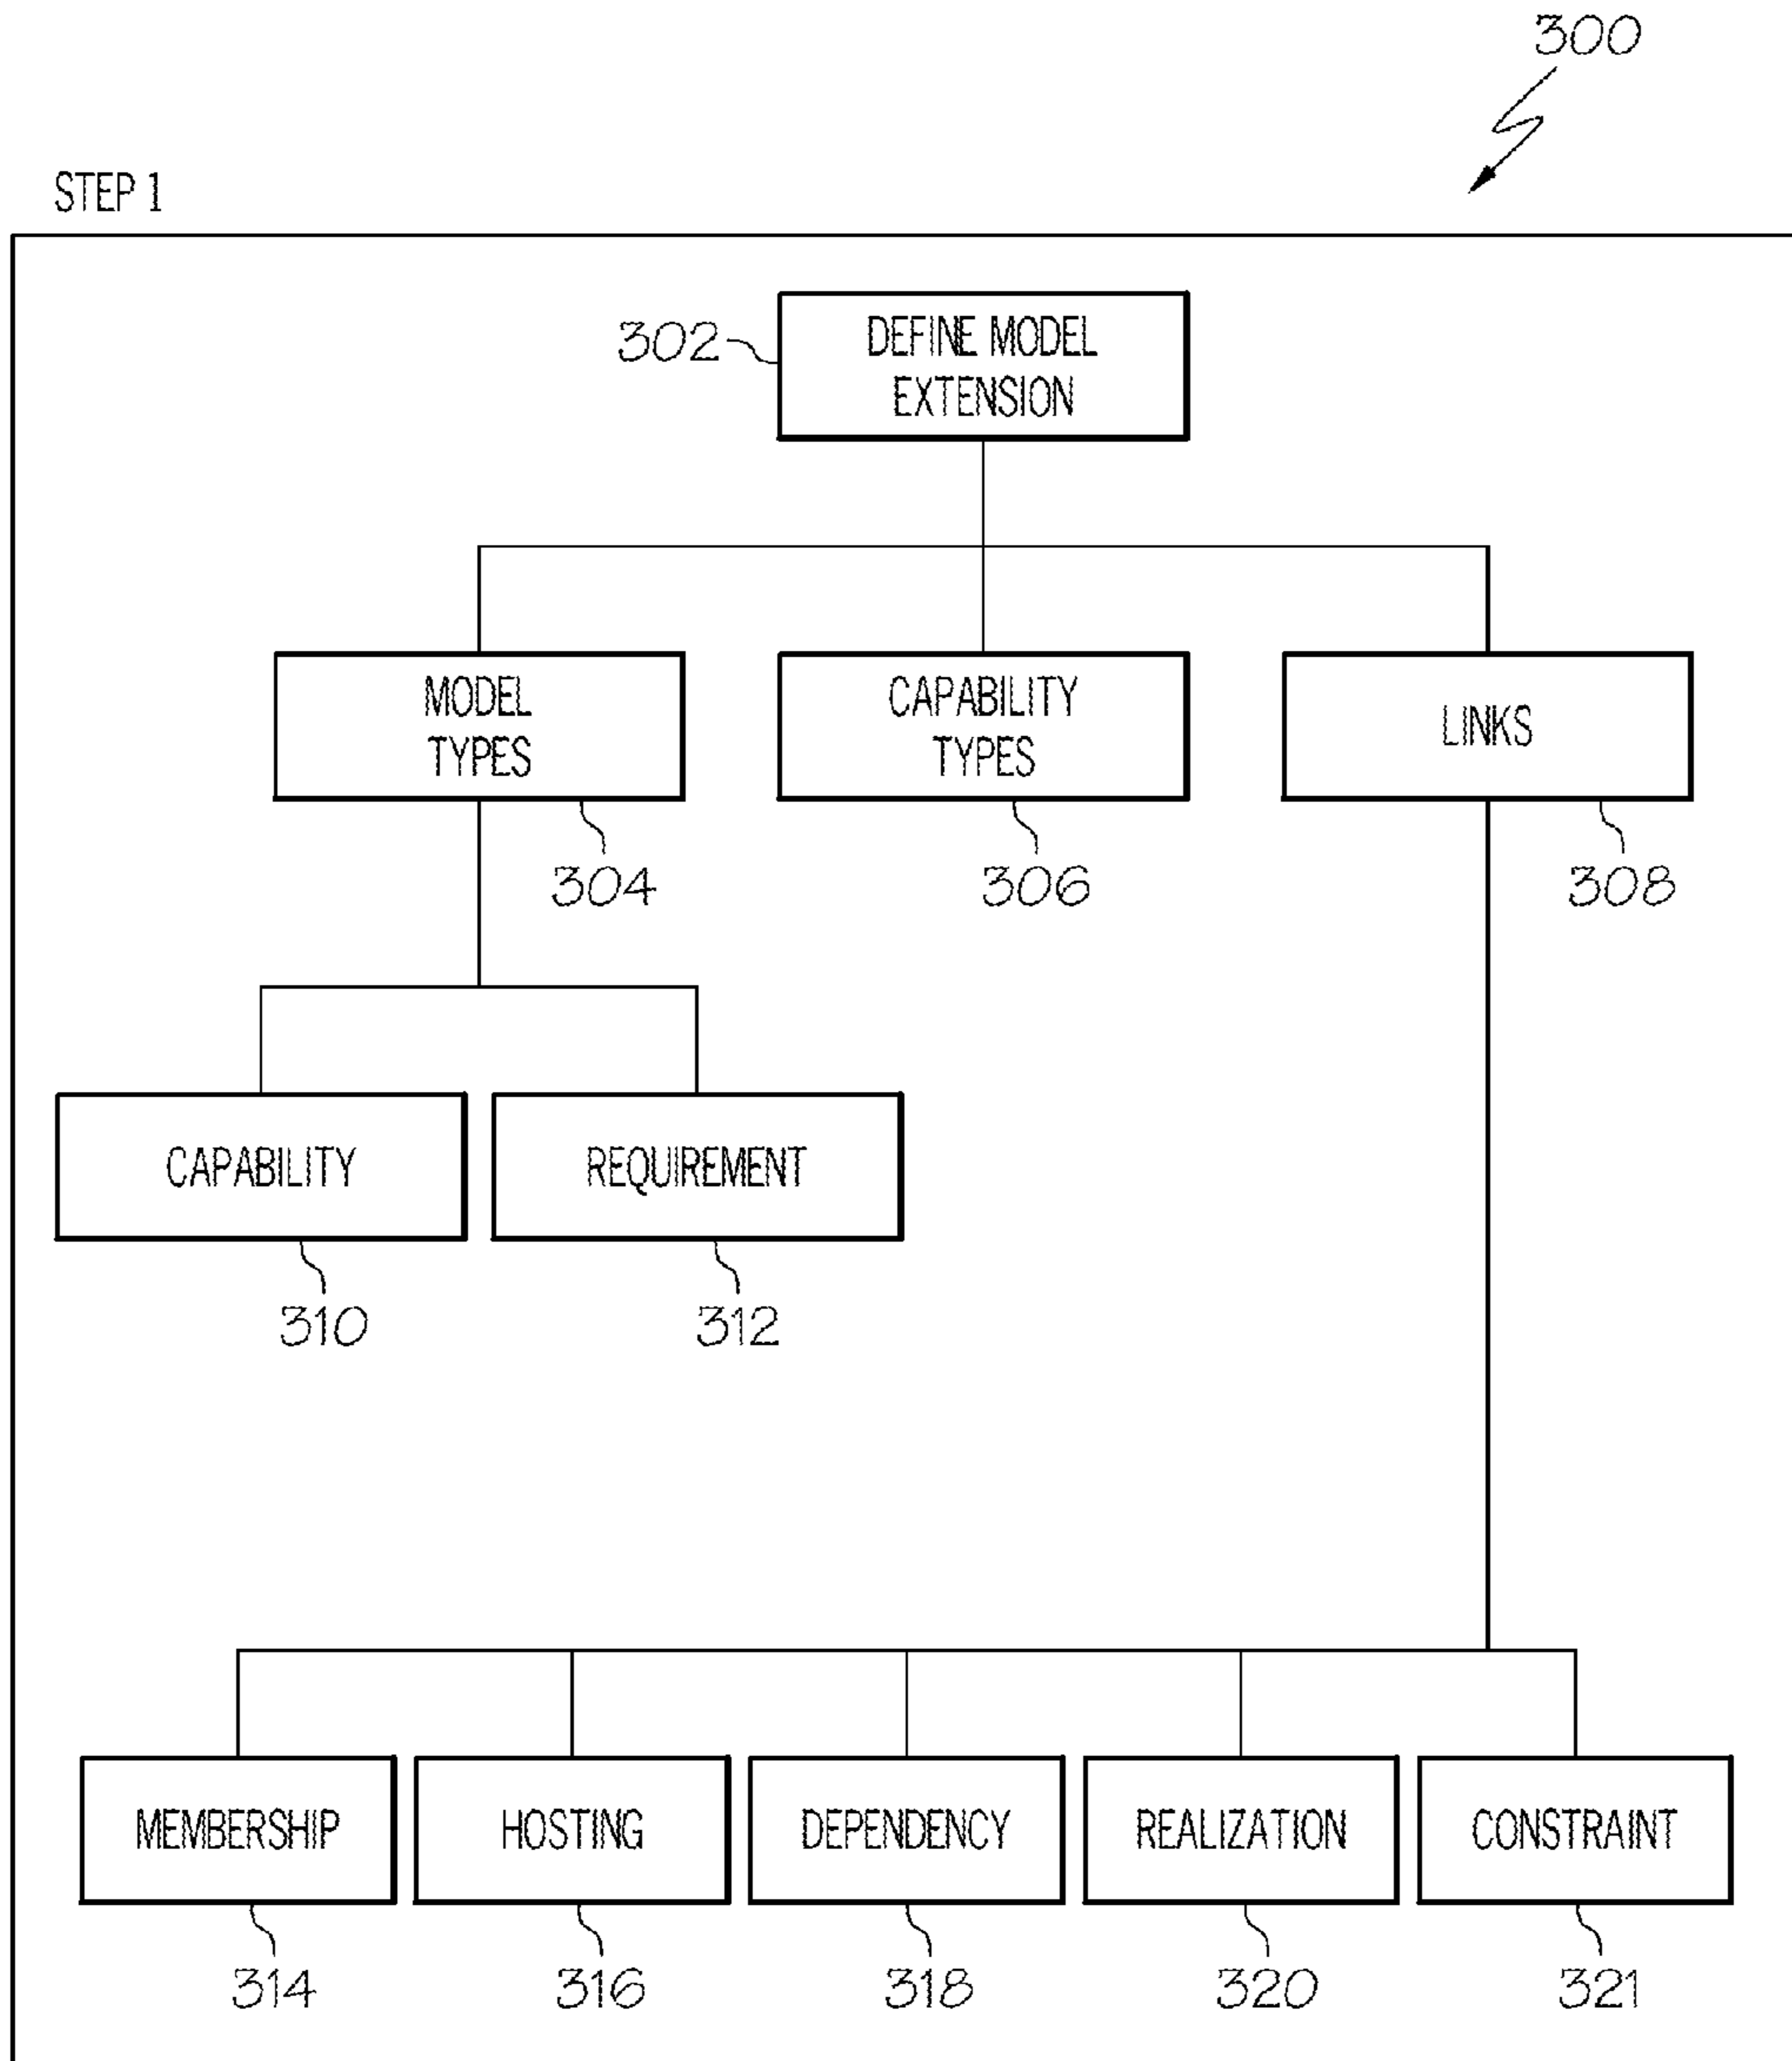 300
STEP 1
302
DEFINE MODEL
EXTENSION
MODEL
TYPES
CAPABILITY
TYPES
LINKS
304
306
308
CAPABILITY
REQUIREMENT
310
312
MEMBERSHIP
HOSTING
DEPENDENCY
REALIZATION
CONSTRAINT
314
316
318
320
321